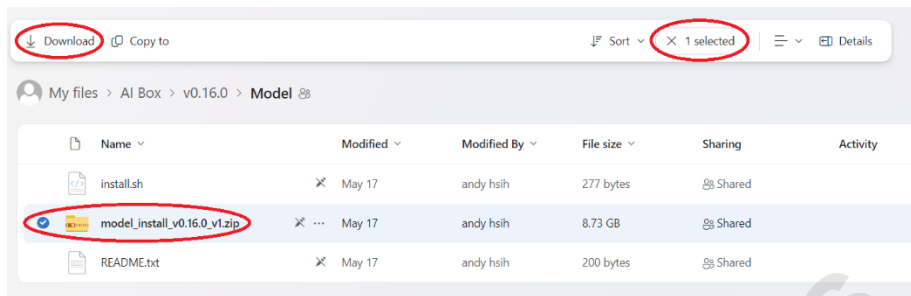 Download Copy to Sort 1 selected Details
My files > AI Box > v0.16.0 > Model
Name Modified Modified By File size Sharing Activity
install.sh May 17 andy hsih 277 bytes Shared
model_install_v0.16.0_v1.zip ··· May 17 andy hsih 8.73 GB Shared
README.txt May 17 andy hsih 200 bytes Shared